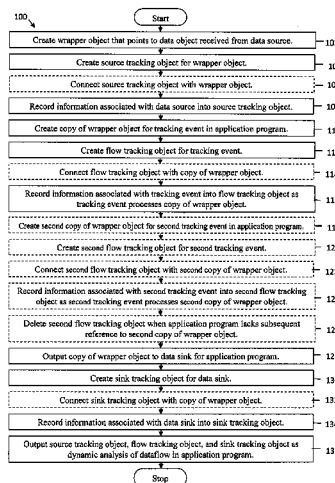 100
Start
Create wrapper object that points to data object received from data source.
Create source tracking object for wrapper object.
Connect source tracking object with wrapper object.
Record information associated with data source into source tracking object.
Create copy of wrapper object for tracking event in application program.
Create flow tracking object for tracking event.
Connect flow tracking object with copy of wrapper object.
Record information associated with tracking event into flow tracking object as
tracking event processes copy of wrapper object.
Create second copy of wrapper object for second tracking event in application program.
Create second flow tracking object for second tracking event.
Connect second flow tracking object with second copy of wrapper object.
Record information associated with second tracking event into second flow tracking
object as second tracking event processes second copy of wrapper object.
Delete second flow tracking object when application program lacks subsequent
reference to second copy of wrapper object.
Output copy of wrapper object to data sink for application program.
Create sink tracking object for data sink.
Connect sink tracking object with copy of wrapper object.
Record information associated with data sink into sink tracking object.
Output source tracking object, flow tracking object, and sink tracking object as
dynamic analysis of dataflow in application program.
Stop